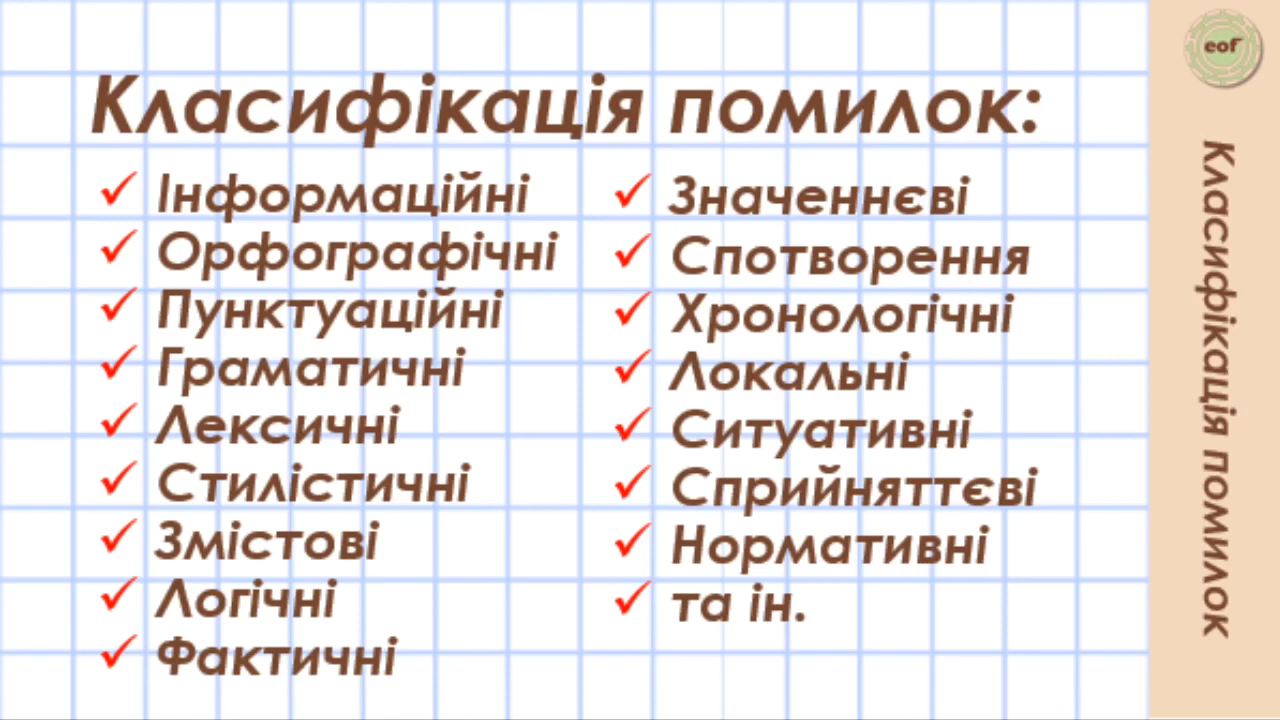 Класифікація помилок:
Інформаційні
Орфографічні
Пунктуаційні
Граматичні
Лексичні
Стилістичні
Змістові
Логічні
Фактичні
Значеннєві
Спотворення
Хронологічні
Локальні
Ситуативні
Сприйняттєві
Нормативні
та ін.
eof
Класифікація помилок